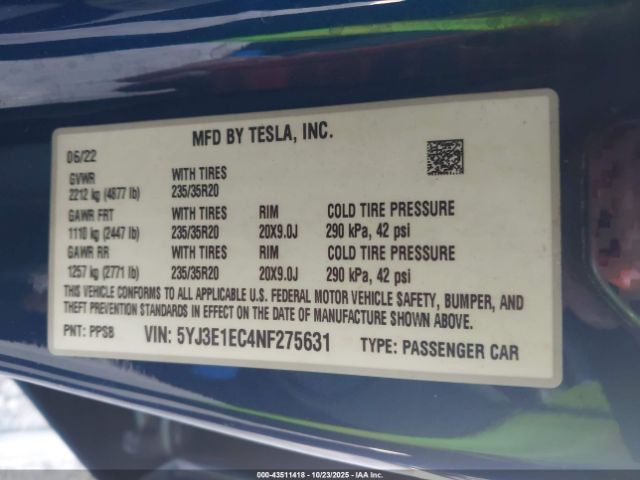 MFD BY TESLA, INC.
06/22
GVWR WITH TIRES
2212 kg (4877 lb) 235/35R20
GAWR FRT WITH TIRES RIM COLD TIRE PRESSURE
1110 kg (2447 lb) 235/35R20 20X9.0J 290 kPa, 42 psi
GAWR RR WITH TIRES RIM COLD TIRE PRESSURE
1257 kg (2771 lb) 235/35R20 20X9.0J 290 kPa, 42 psi
THIS VEHICLE CONFORMS TO ALL APPLICABLE U.S. FEDERAL MOTOR VEHICLE SAFETY, BUMPER, AND
THEFT PREVENTION STANDARDS IN EFFECT ON THE DATE OF MANUFACTURE SHOWN ABOVE.
PNT: PPSB VIN: 5YJ3E1EC4NF275631 TYPE: PASSENGER CAR
000-43511418 - 10/23/2025 - IAAI.COM